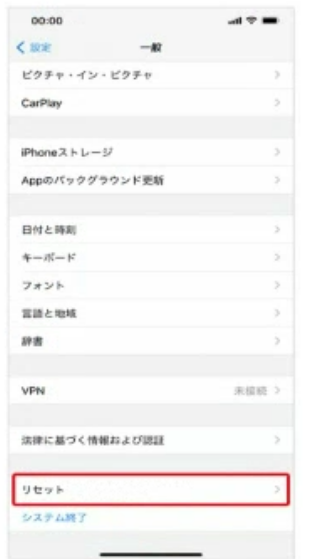 00:00
設定
一般
ピクチャ・イン・ピクチャ
CarPlay
iPhoneストレージ
Appのバックグラウンド更新
日付と時刻
キーボード
フォント
言語と地域
辞書
VPN 未接続
法律に基づく情報および認証
リセット
システム終了